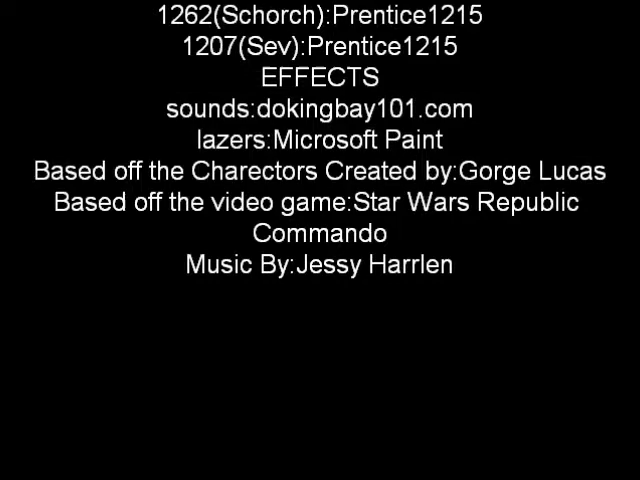 1262(Schorch):Prentice1215
1207(Sev):Prentice1215
EFFECTS
sounds:dokingbay101.com
lazers:Microsoft Paint
Based off the Charectors Created by:Gorge Lucas
Based off the video game:Star Wars Republic
Commando
Music By:Jessy Harrlen